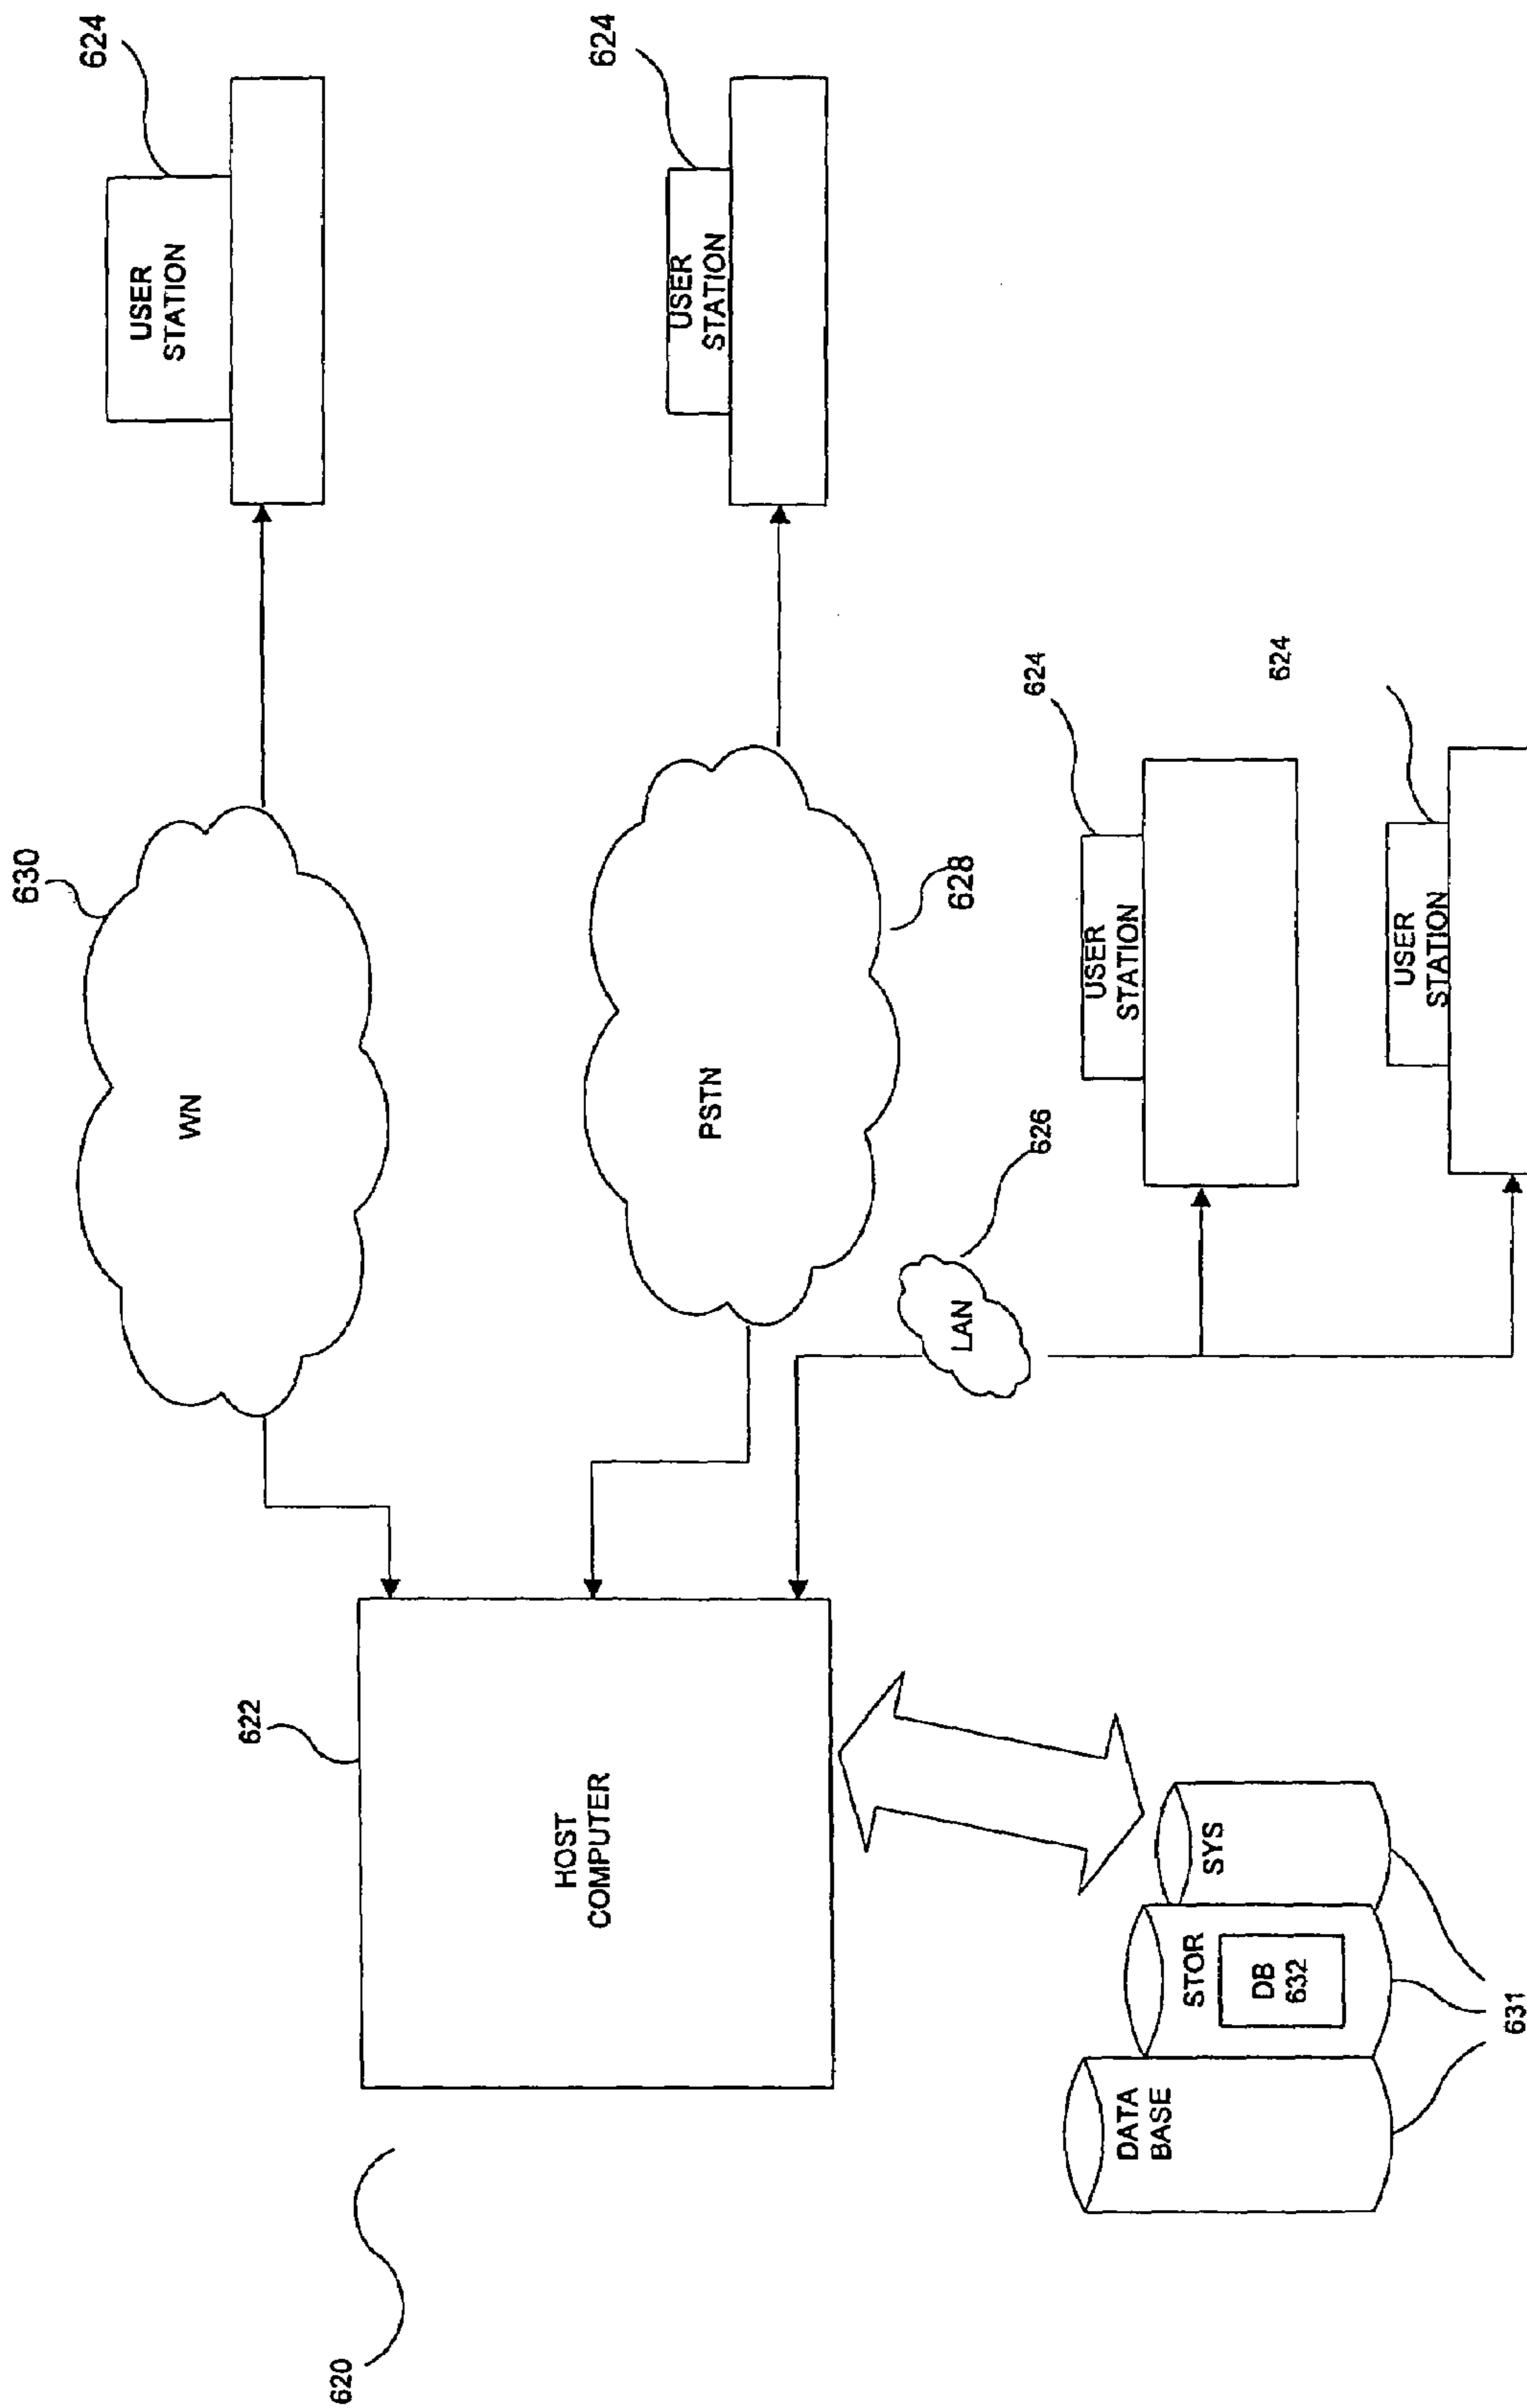 620
622
HOST
COMPUTER
DATA
BASE
STOR
DB
632
SYS
631
630
WN
628
PSTN
626
LAN
624
USER
STATION
624
USER
STATION
624
USER
STATION
624
USER
STATION